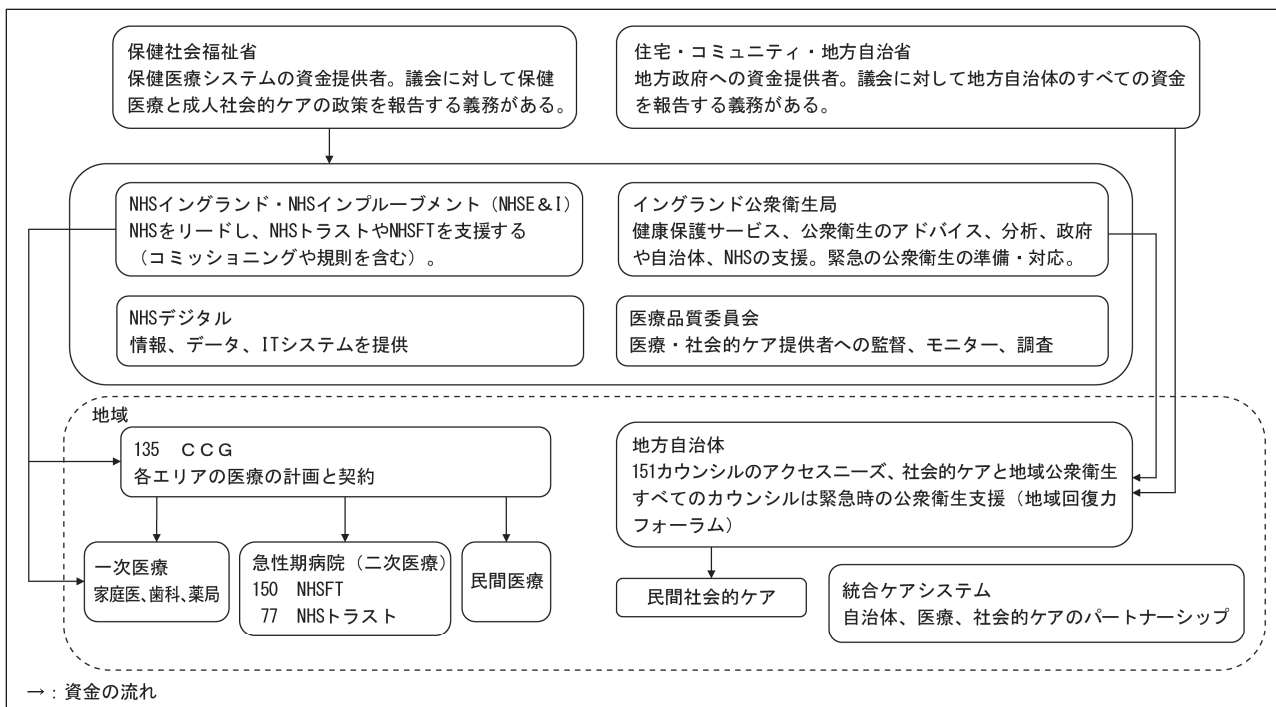 保健社会福祉省
保健医療システムの資金提供者。議会に対して保健
医療と成人社会的ケアの政策を報告する義務がある。
住宅・コミュニティ・地方自治省
地方政府への資金提供者。議会に対して地方自治体のすべての資金
を報告する義務がある。
NHSイングランド・NHSインプルーブメント（NHSE＆I）
NHSをリードし、NHSトラストやNHSFTを支援する
（コミッショニングや規則を含む）。
イングランド公衆衛生局
健康保護サービス、公衆衛生のアドバイス、分析、政府
や自治体、NHSの支援。緊急の公衆衛生の準備・対応。
NHSデジタル
情報、データ、ITシステムを提供
医療品質委員会
医療・社会的ケア提供者への監督、モニター、調査
地域
135 ＣＣＧ
各エリアの医療の計画と契約
地方自治体
151カウンシルのアクセスニーズ、社会的ケアと地域公衆衛生
すべてのカウンシルは緊急時の公衆衛生支援（地域回復力
フォーラム）
一次医療
家庭医、歯科、薬局
急性期病院（二次医療）
150 NHSFT
77 NHSトラスト
民間医療
民間社会的ケア
統合ケアシステム
自治体、医療、社会的ケアのパートナーシップ
→：資金の流れ